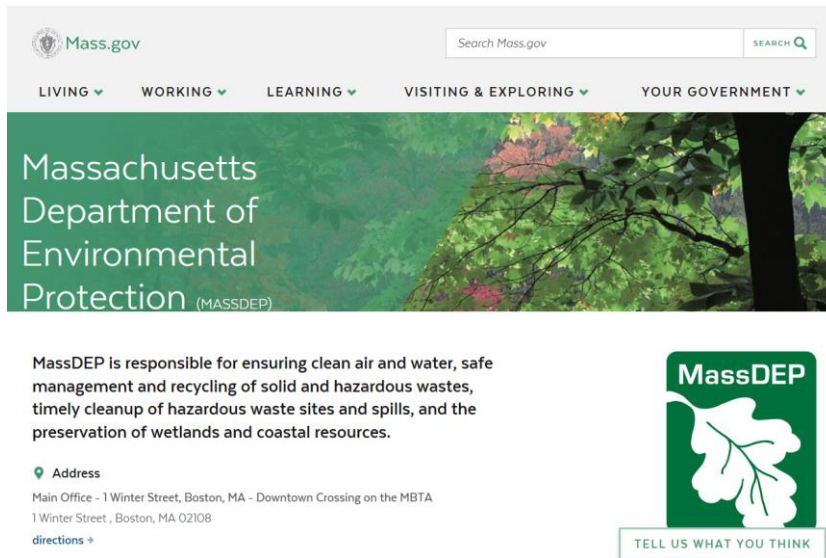 Mass.gov
Search Mass.gov
SEARCH
LIVING
WORKING
LEARNING
VISITING & EXPLORING
YOUR GOVERNMENT
Massachusetts
Department of
Environmental
Protection (MASSDEP)
MassDEP is responsible for ensuring clean air and water, safe
management and recycling of solid and hazardous wastes,
timely cleanup of hazardous waste sites and spills, and the
preservation of wetlands and coastal resources.
MassDEP
Address
Main Office - 1 Winter Street, Boston, MA - Downtown Crossing on the MBTA
1 Winter Street , Boston, MA 02108
directions
TELL US WHAT YOU THINK